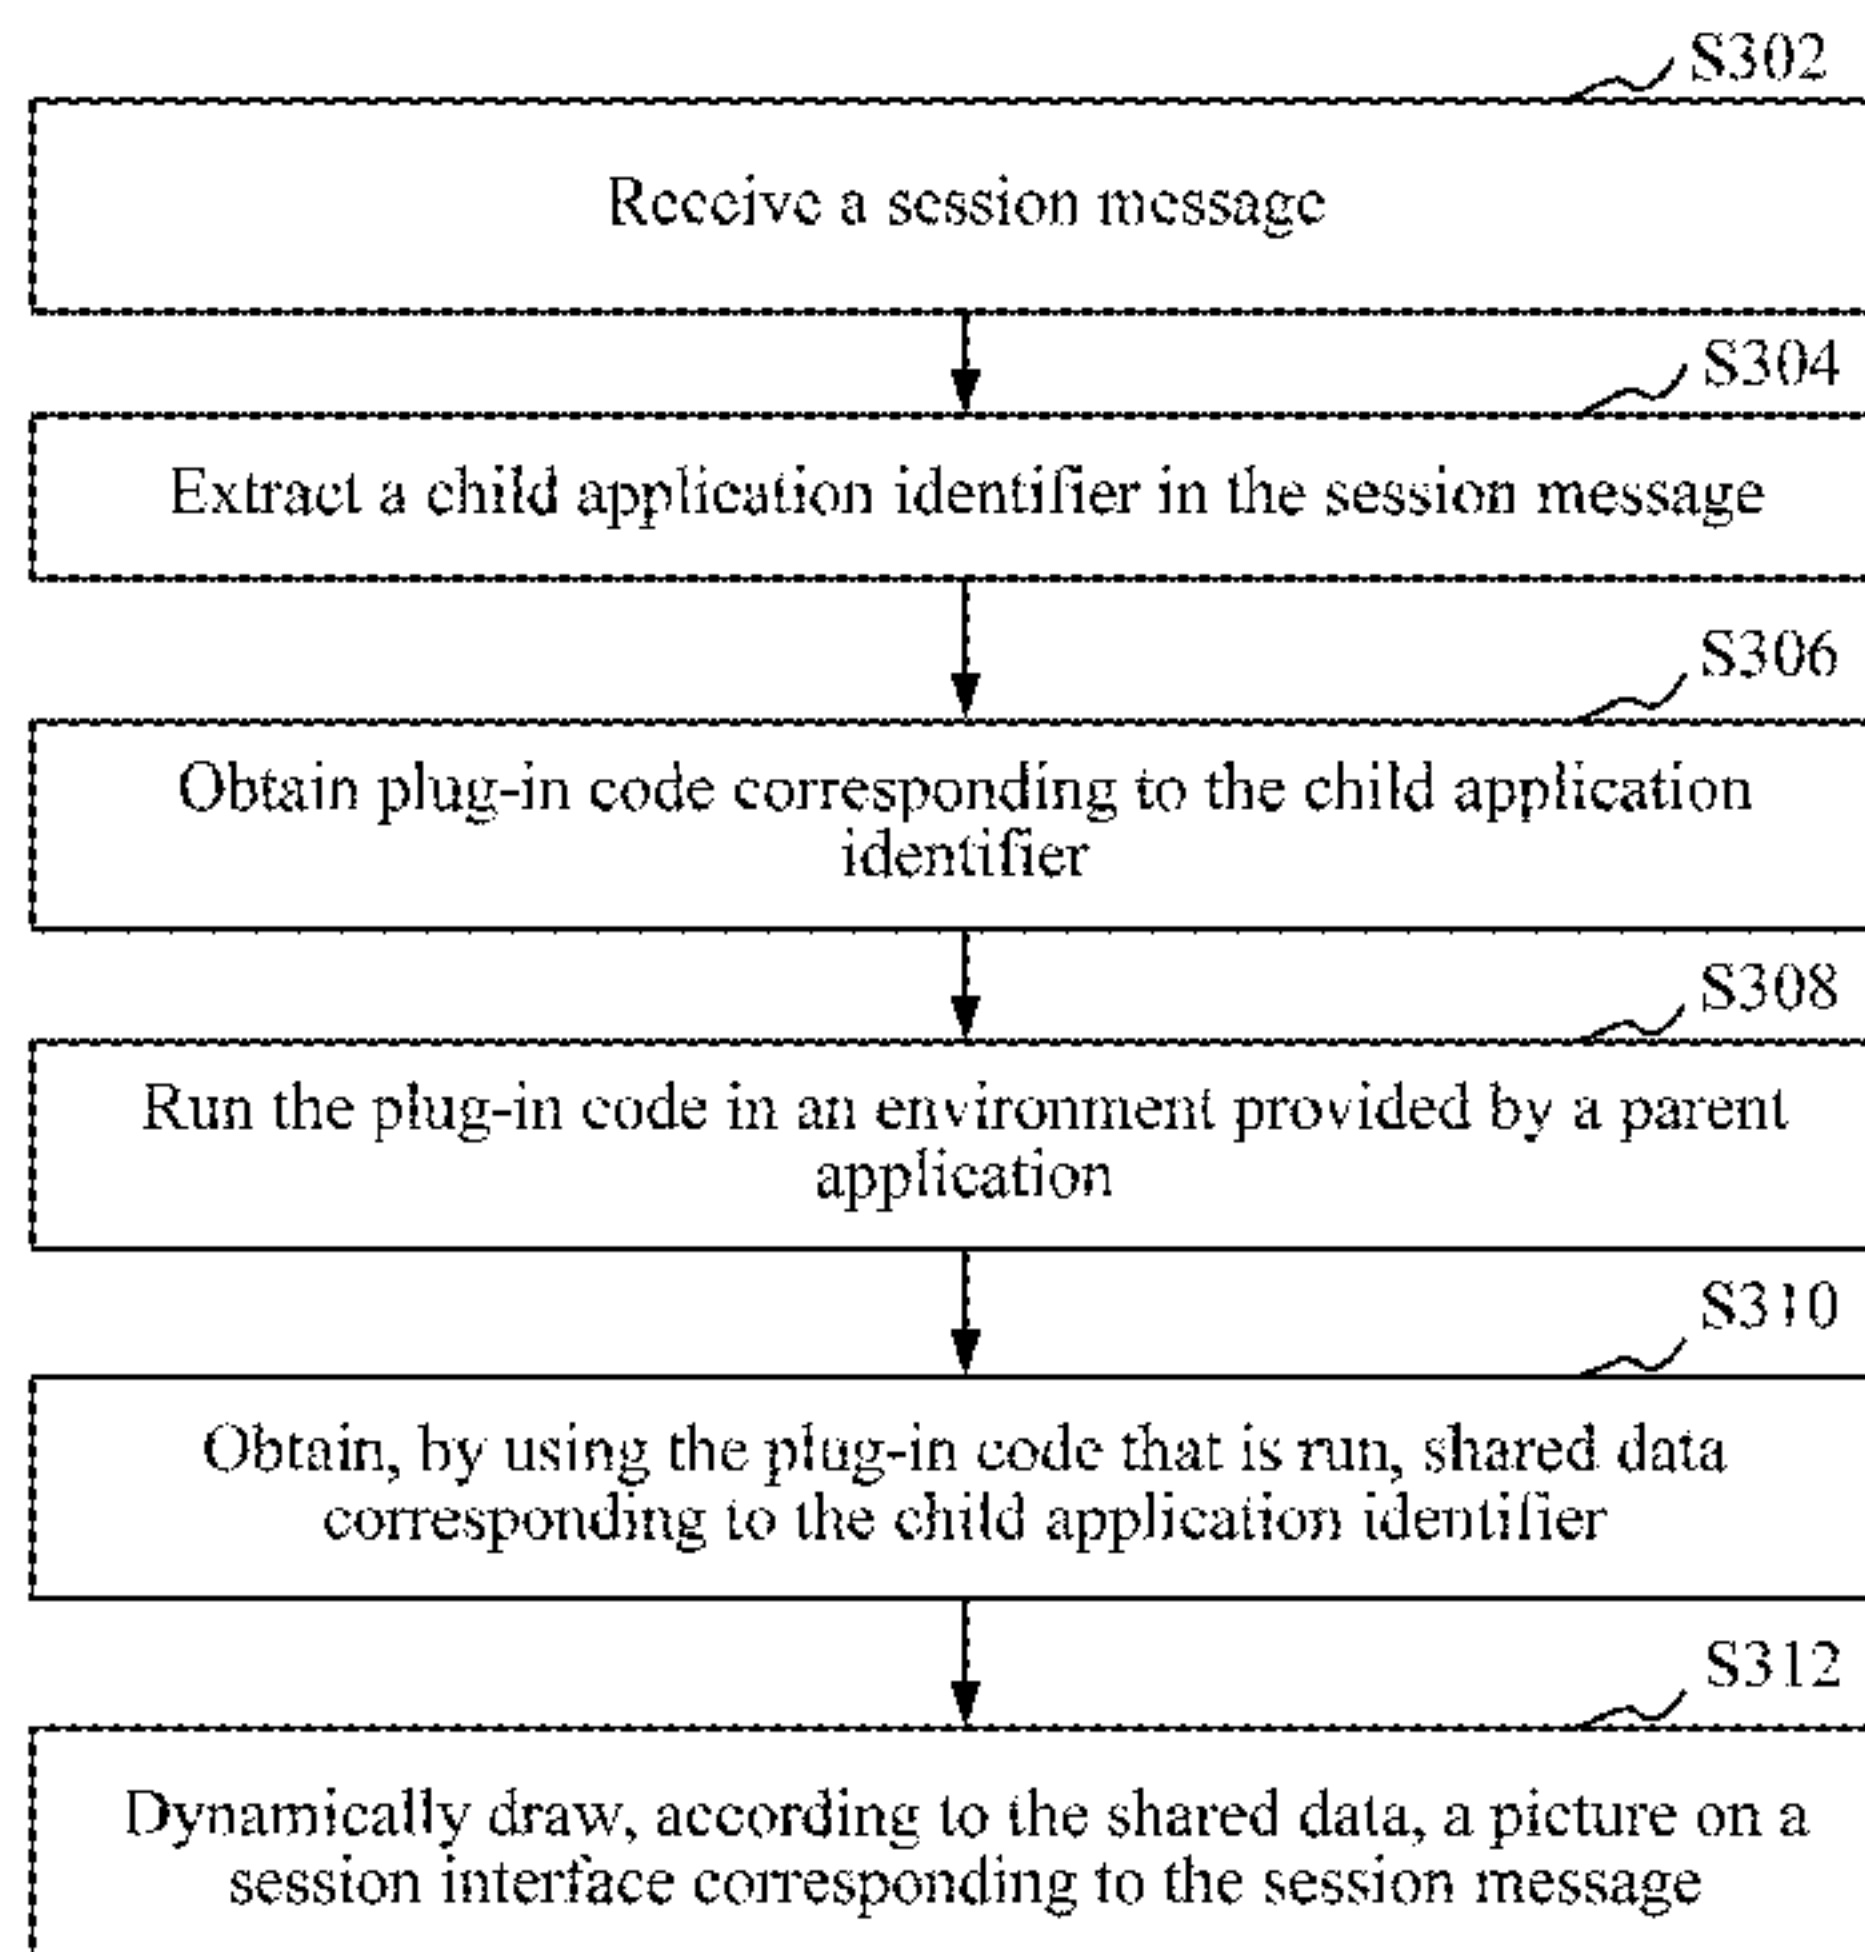 S302
Receive a session message
S304
Extract a child application identifier in the session message
S306
Obtain plug-in code corresponding to the child application
identifier
S308
Run the plug-in code in an environment provided by a parent
application
S310
Obtain, by using the plug-in code that is run, shared data
corresponding to the child application identifier
S312
Dynamically draw, according to the shared data, a picture on a
session interface corresponding to the session message